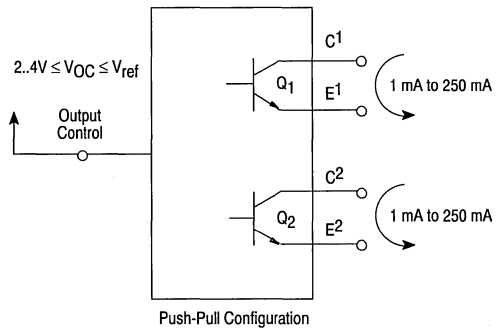 2..4V ≤ VOC ≤ Vref
Output
Control
C1
Q1
E1
1 mA to 250 mA
C2
Q2
E2
1 mA to 250 mA
Push-Pull Configuration